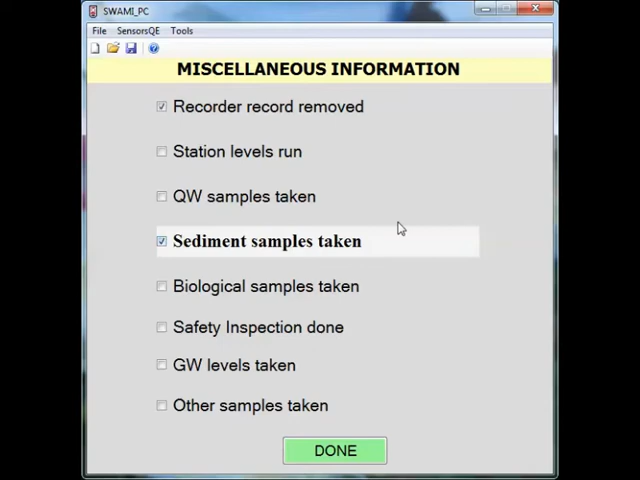 SWAMI_PC
File SensorsQE Tools
MISCELLANEOUS INFORMATION
Recorder record removed
Station levels run
QW samples taken
Sediment samples taken
Biological samples taken
Safety Inspection done
GW levels taken
Other samples taken
DONE